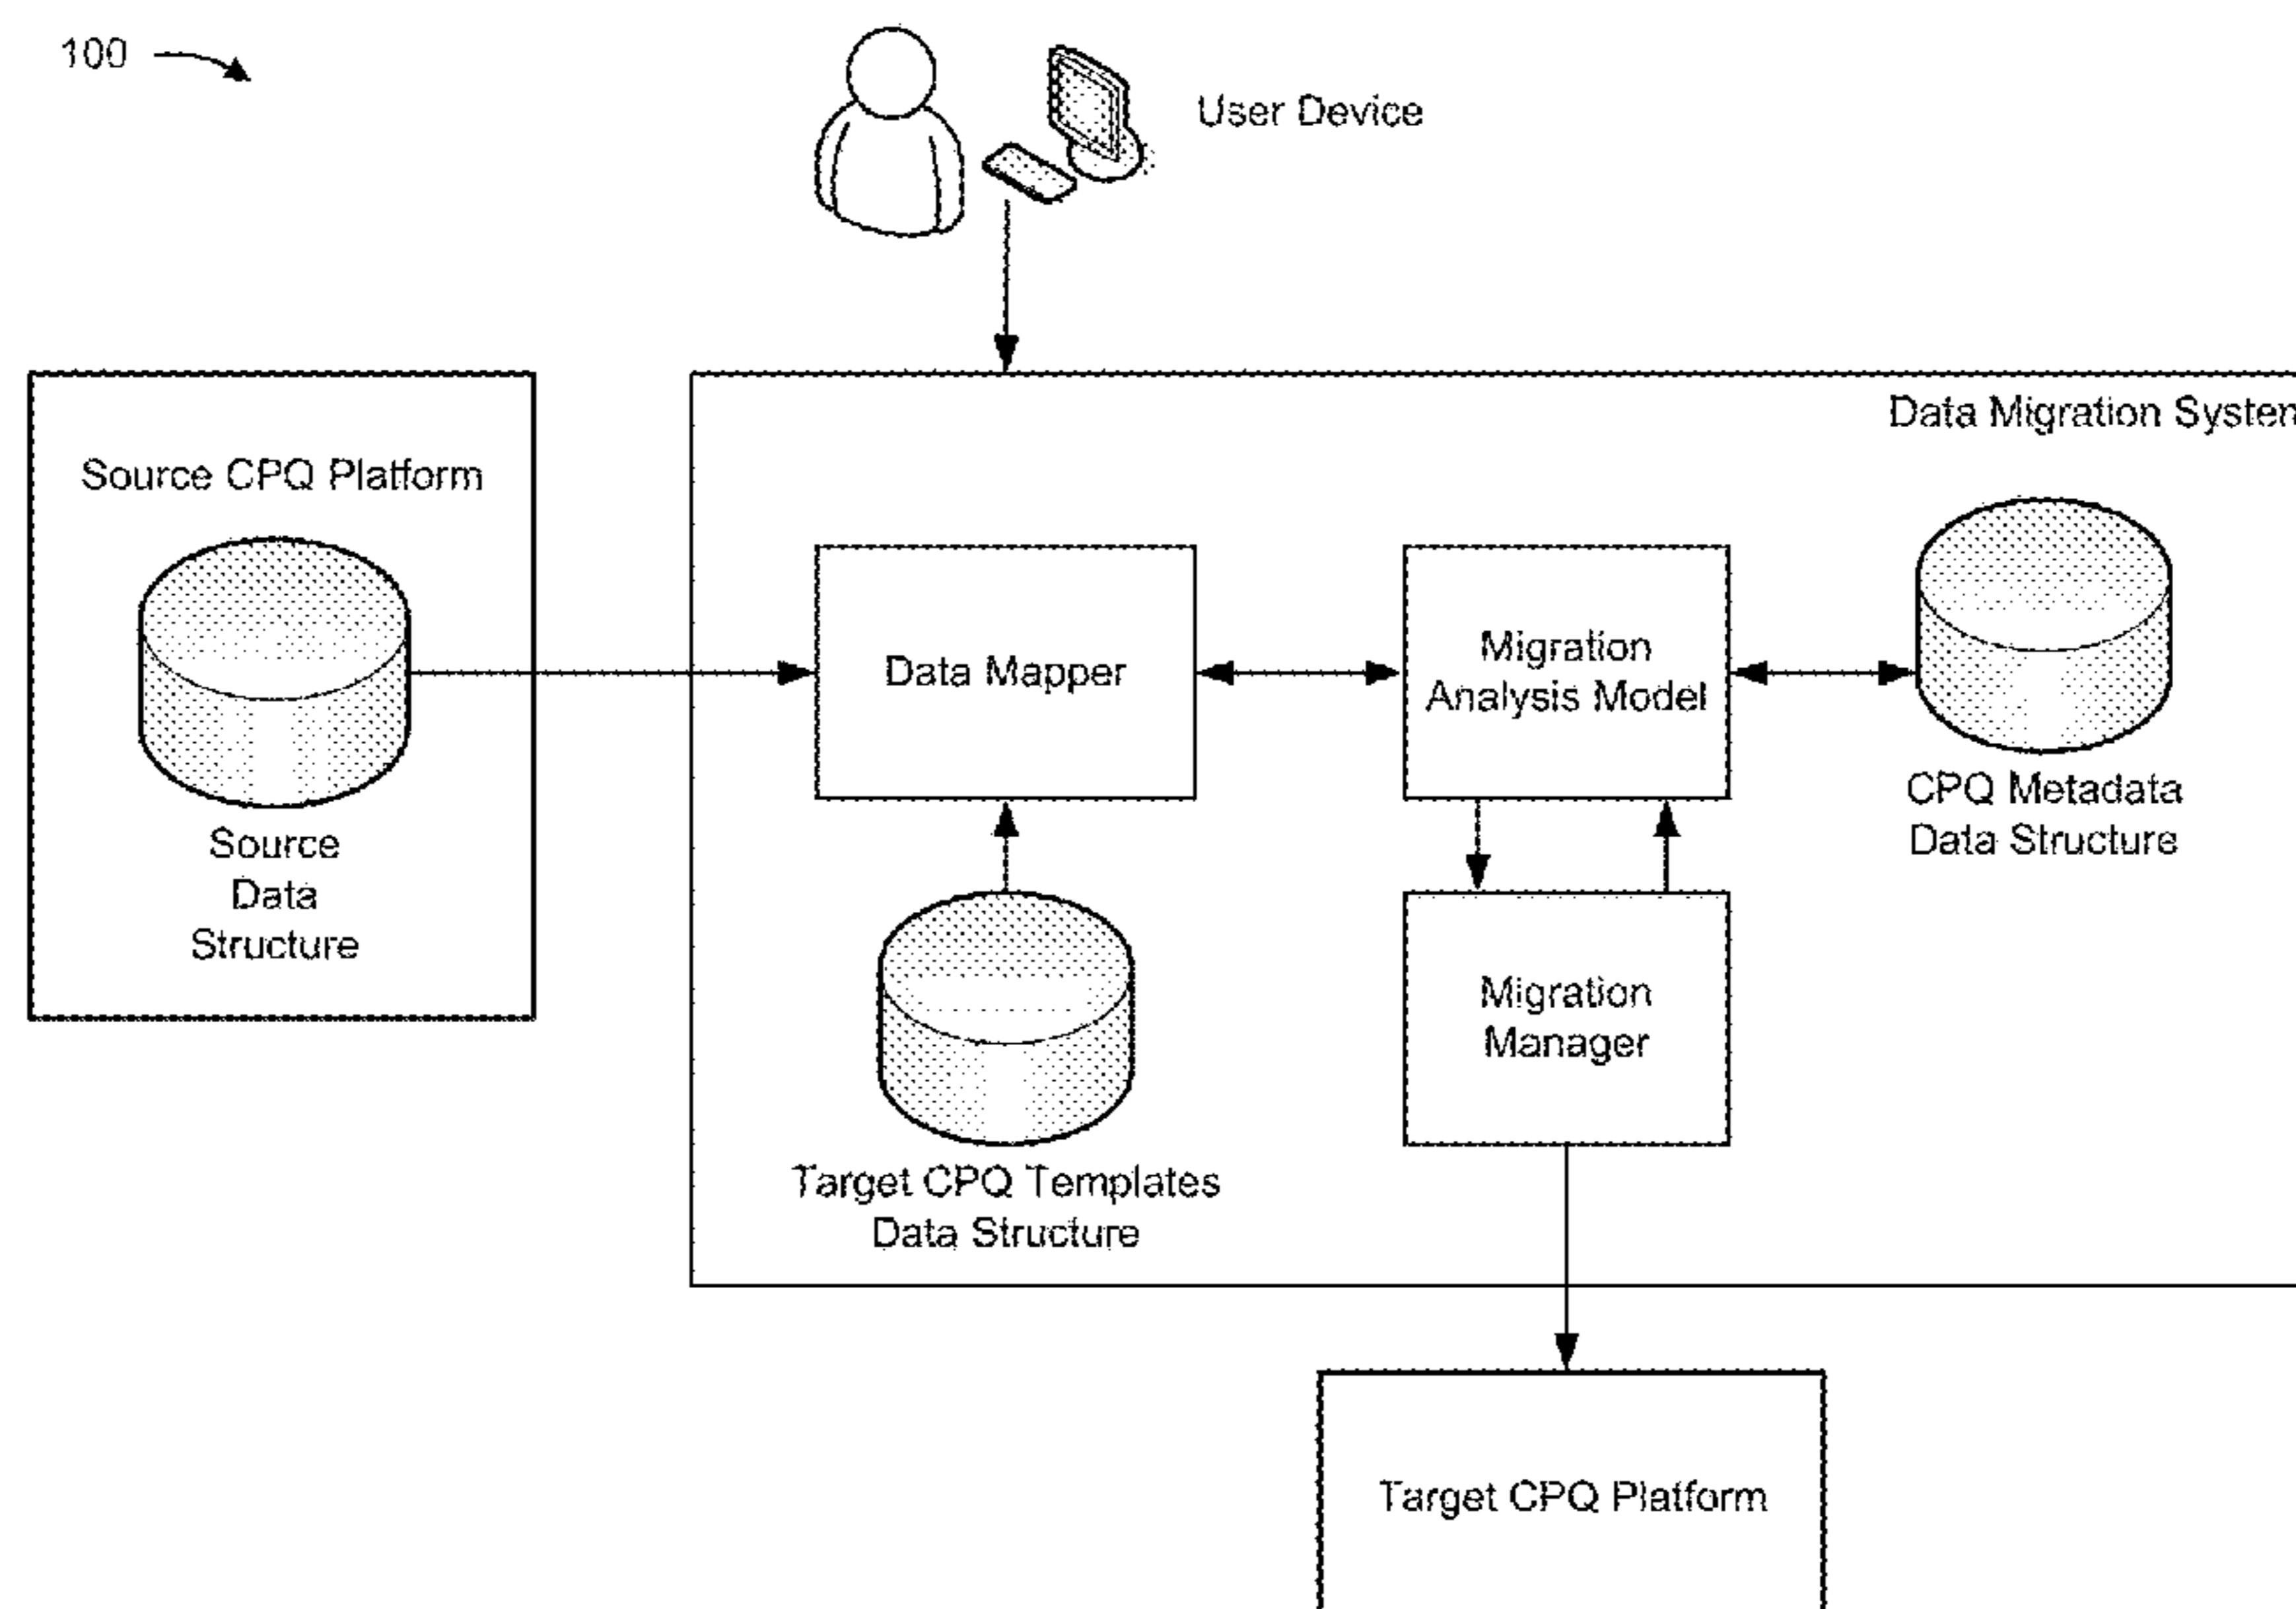 100
User Device
Data Migration System
Source CPQ Platform
Source
Data
Structure
Data Mapper
Migration
Analysis Model
CPQ Metadata
Data Structure
Migration
Manager
Target CPQ Templates
Data Structure
Target CPQ Platform